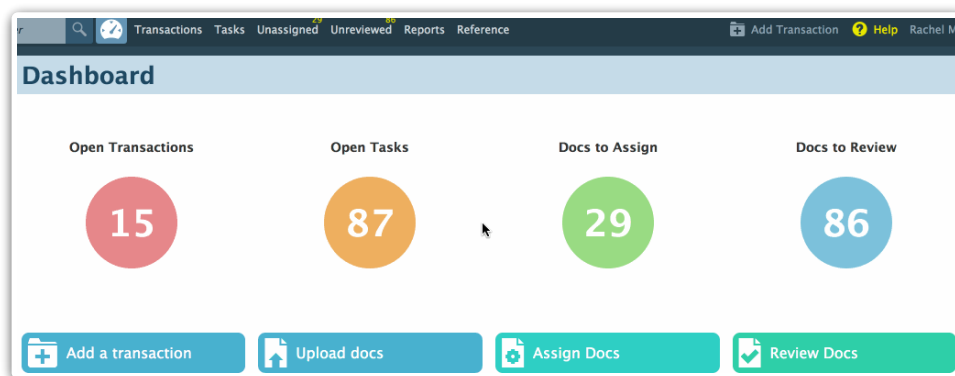 29 86
Transactions Tasks Unassigned Unreviewed Reports Reference Add Transaction ? Help Rachel M
Dashboard
Open Transactions Open Tasks Docs to Assign Docs to Review
15 87 29 86
Add a transaction Upload docs Assign Docs Review Docs